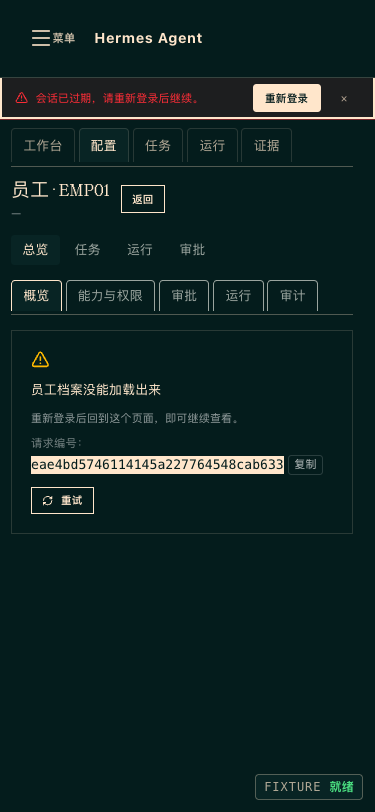 菜单 Hermes Agent
会话已过期，请重新登录后继续。 重新登录 ×
工作台 配置 任务 运行 证据
员工·EMP01 返回
—
总览 任务 运行 审批
概览 能力与权限 审批 运行 审计
员工档案没能加载出来
重新登录后回到这个页面，即可继续查看。
请求编号：
eae4bd5746114145a227764548cab633 复制
重试
FIXTURE 就绪